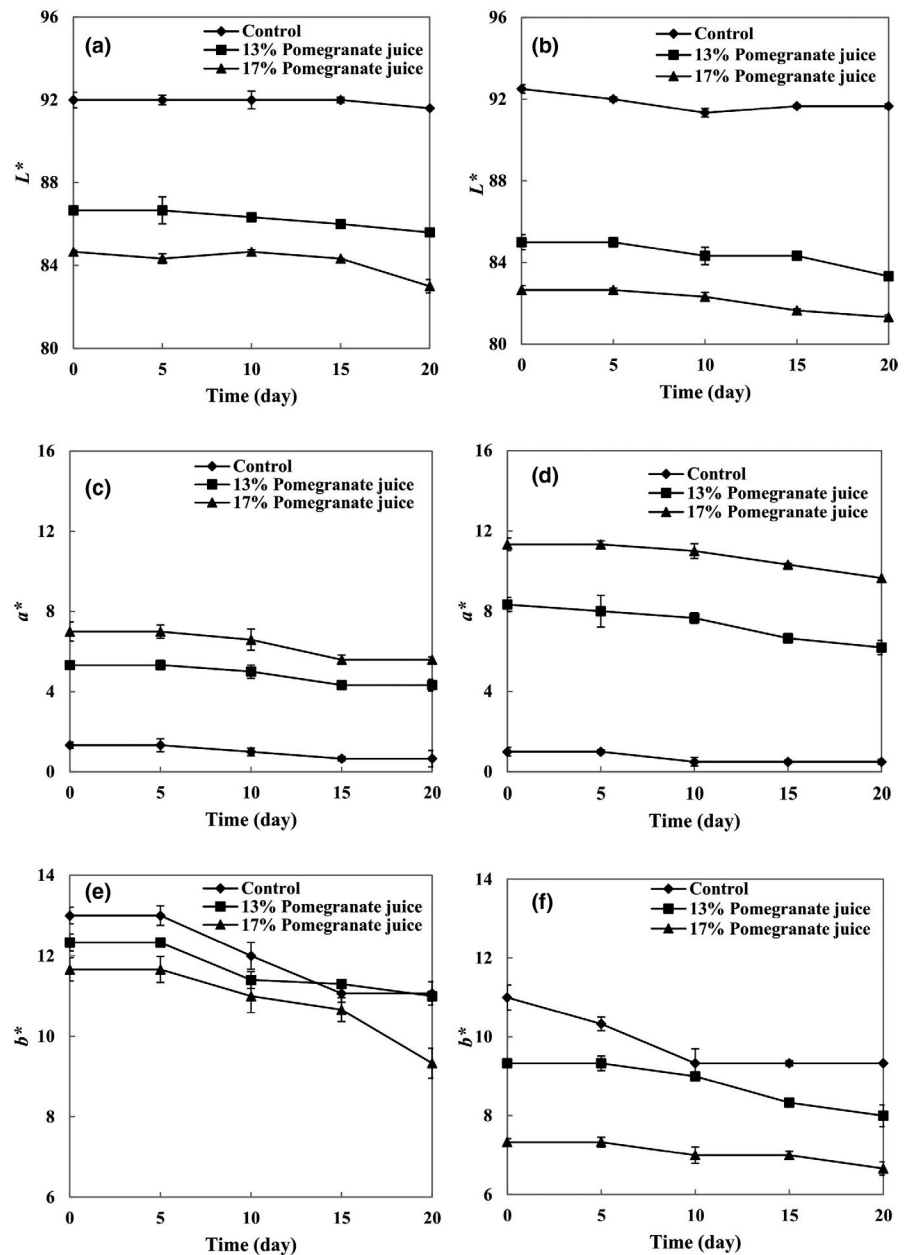 (a)
Control
13% Pomegranate juice
17% Pomegranate juice
96
92
88
84
80
L*
0 5 10 15 20
Time (day)
(b)
Control
13% Pomegranate juice
17% Pomegranate juice
96
92
88
84
80
L*
0 5 10 15 20
Time (day)
(c)
Control
13% Pomegranate juice
17% Pomegranate juice
16
12
8
4
0
a*
0 5 10 15 20
Time (day)
(d)
Control
13% Pomegranate juice
17% Pomegranate juice
16
12
8
4
0
a*
0 5 10 15 20
Time (day)
(e)
Control
13% Pomegranate juice
17% Pomegranate juice
14
12
10
8
6
b*
0 5 10 15 20
Time (day)
(f)
Control
13% Pomegranate juice
17% Pomegranate juice
14
12
10
8
6
b*
0 5 10 15 20
Time (day)